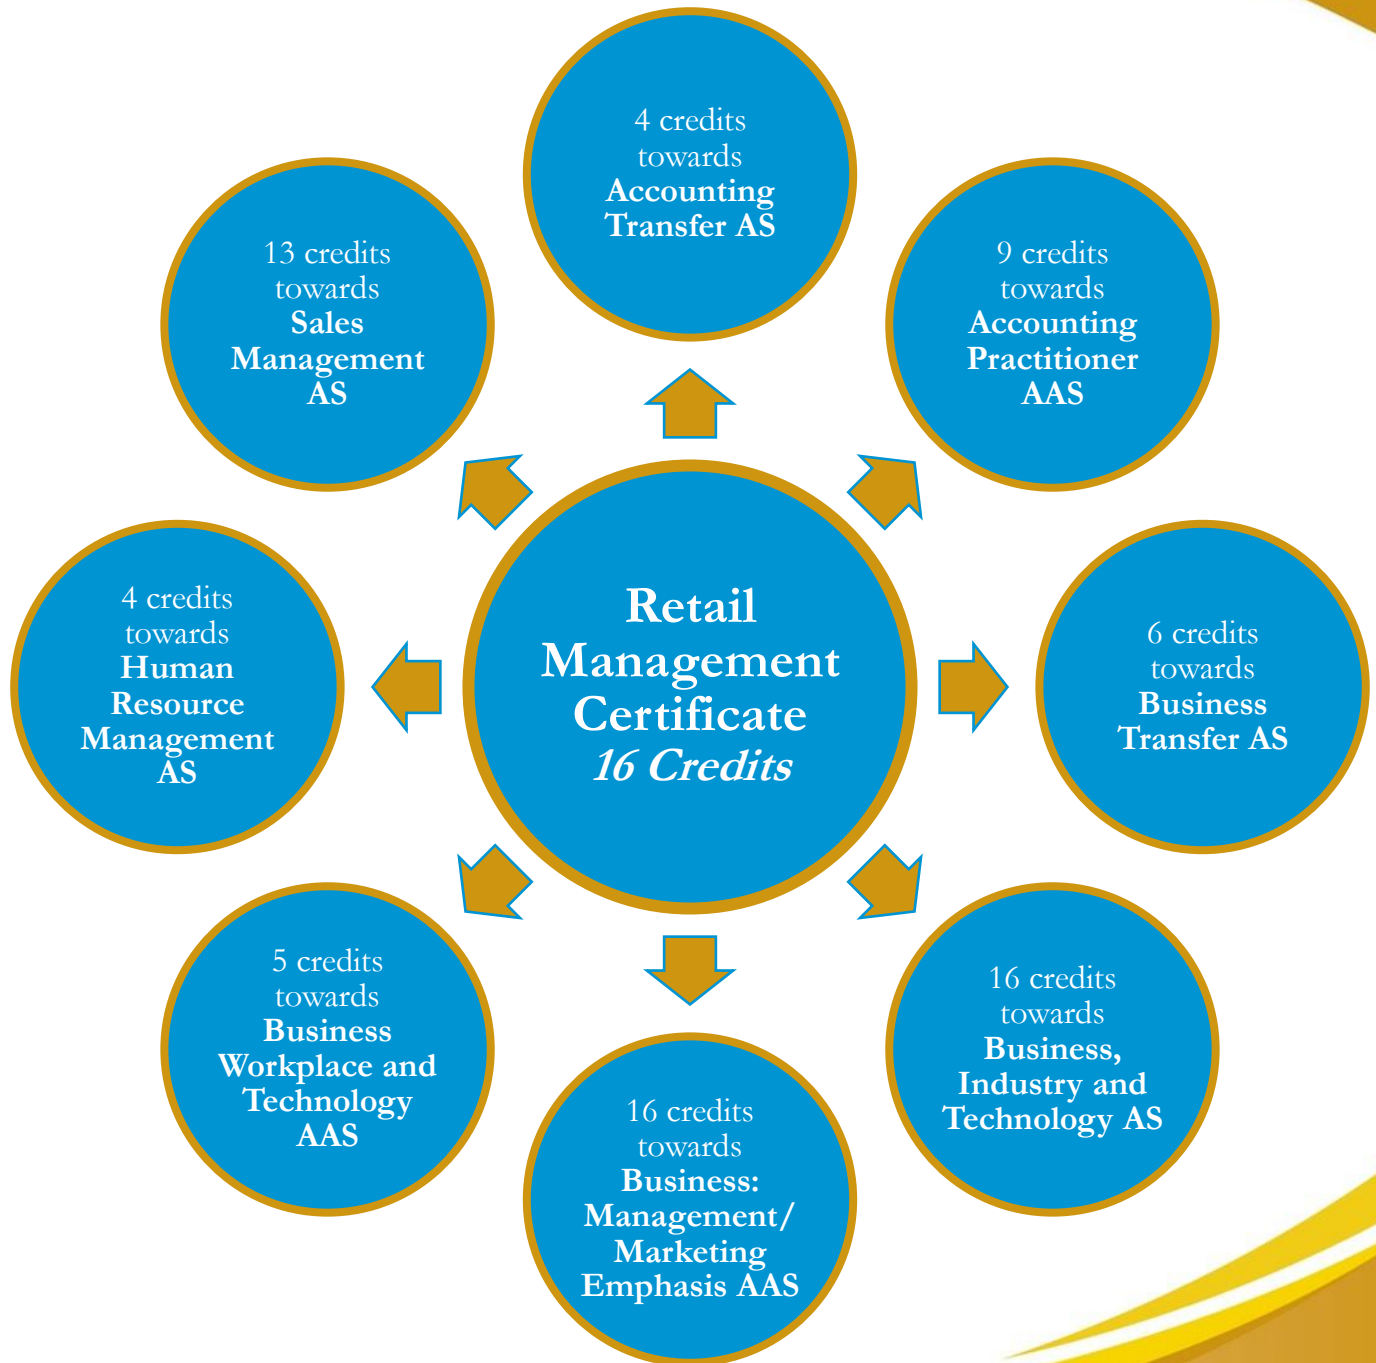 4 credits
towards
Accounting
Transfer AS
9 credits
towards
Accounting
Practitioner
AAS
6 credits
towards
Business
Transfer AS
16 credits
towards
Business,
Industry and
Technology AS
16 credits
towards
Business:
Management/
Marketing
Emphasis AAS
5 credits
towards
Business
Workplace and
Technology
AAS
4 credits
towards
Human
Resource
Management
AS
13 credits
towards
Sales
Management
AS
Retail
Management
Certificate
16 Credits